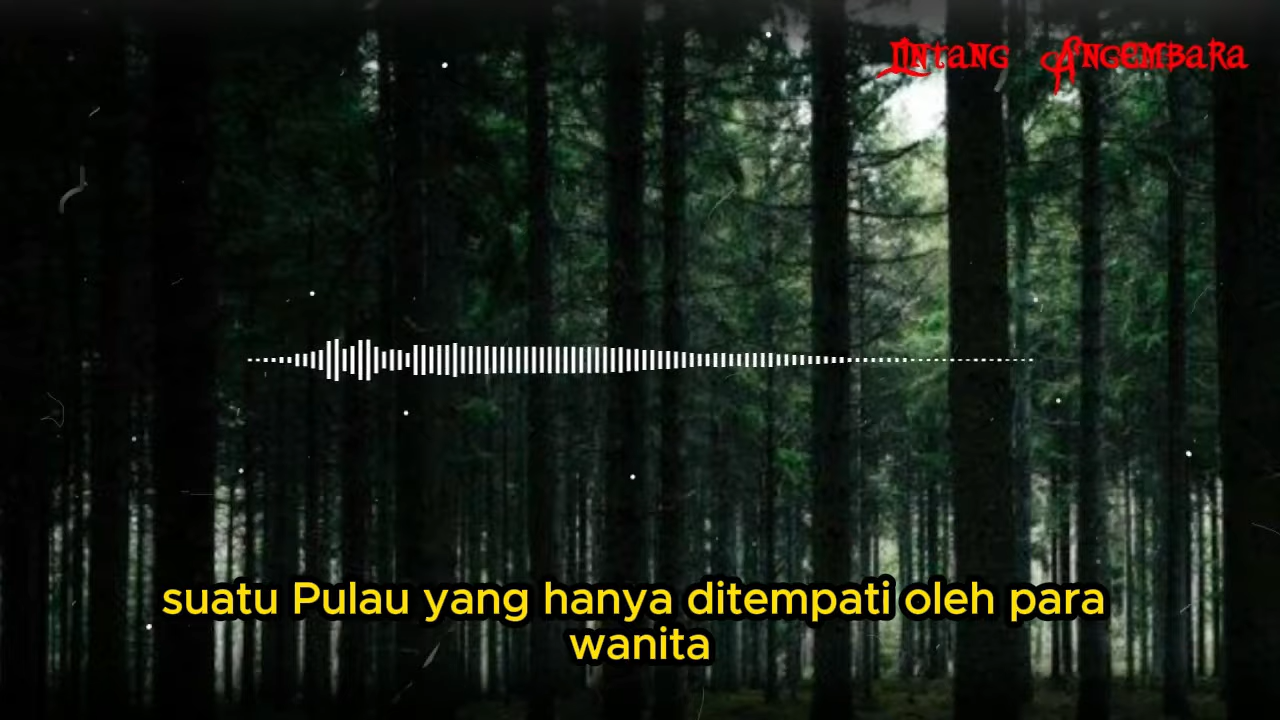 Lintang Angembara
suatu Pulau yang hanya ditempati oleh para
wanita